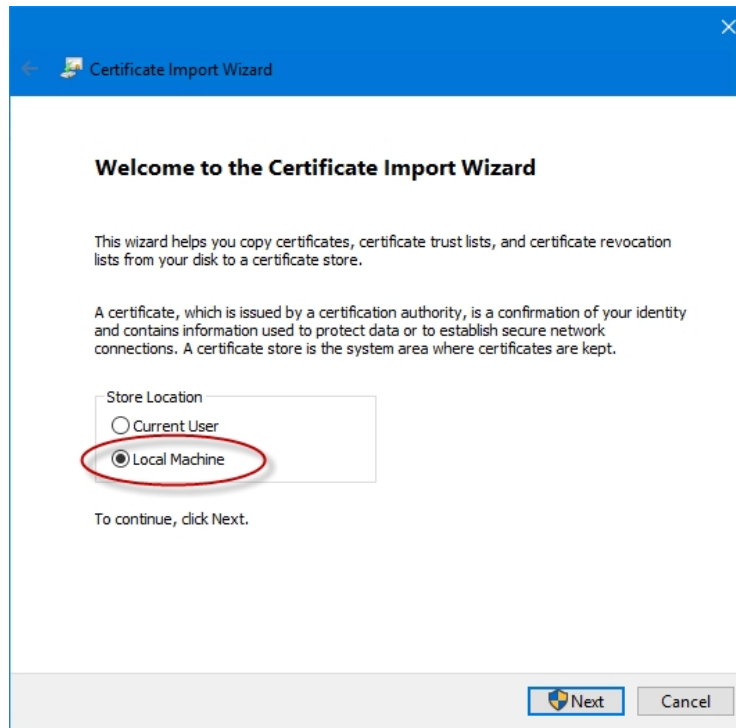 Certificate Import Wizard
Welcome to the Certificate Import Wizard
This wizard helps you copy certificates, certificate trust lists, and certificate revocation
lists from your disk to a certificate store.
A certificate, which is issued by a certification authority, is a confirmation of your identity
and contains information used to protect data or to establish secure network
connections. A certificate store is the system area where certificates are kept.
Store Location
Current User
Local Machine
To continue, click Next.
Next
Cancel